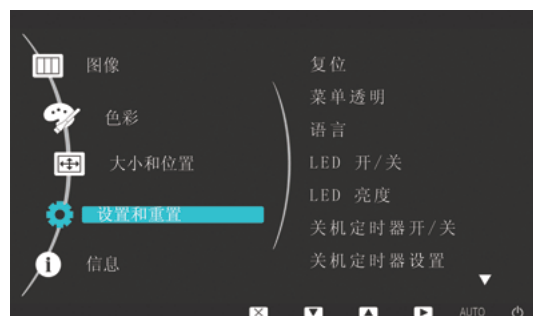 图像
色彩
大小和位置
设置和重置
信息
复位
菜单透明
语言
LED 开/关
LED 亮度
关机定时器开/关
关机定时器设置
AUTO